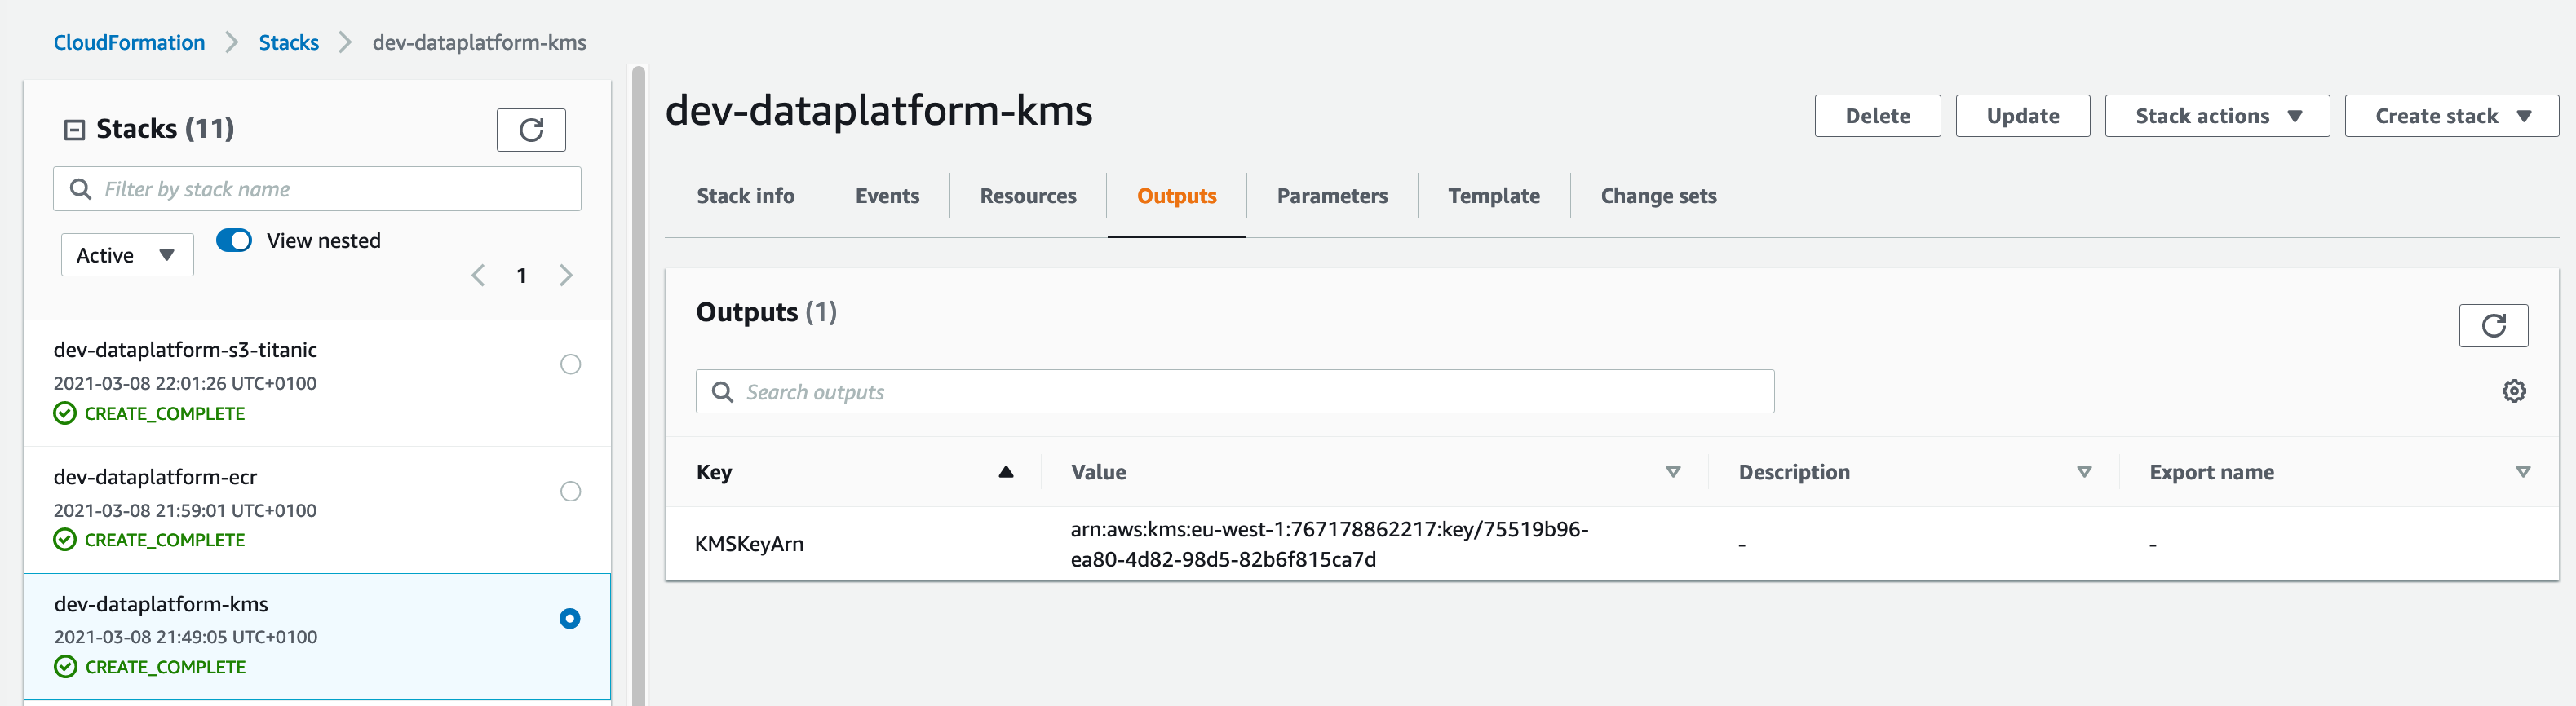 CloudFormation > Stacks > dev-dataplatform-kms
Stacks (11)
Filter by stack name
Active
View nested
1
dev-dataplatform-s3-titanic
2021-03-08 22:01:26 UTC+0100
CREATE_COMPLETE
dev-dataplatform-ecr
2021-03-08 21:59:01 UTC+0100
CREATE_COMPLETE
dev-dataplatform-kms
2021-03-08 21:49:05 UTC+0100
CREATE_COMPLETE
dev-dataplatform-kms
Delete Update Stack actions Create stack
Stack info Events Resources Outputs Parameters Template Change sets
Outputs (1)
Search outputs
Key Value Description Export name
KMSKeyArn
arn:aws:kms:eu-west-1:767178862217:key/75519b96-
ea80-4d82-98d5-82b6f815ca7d
- -